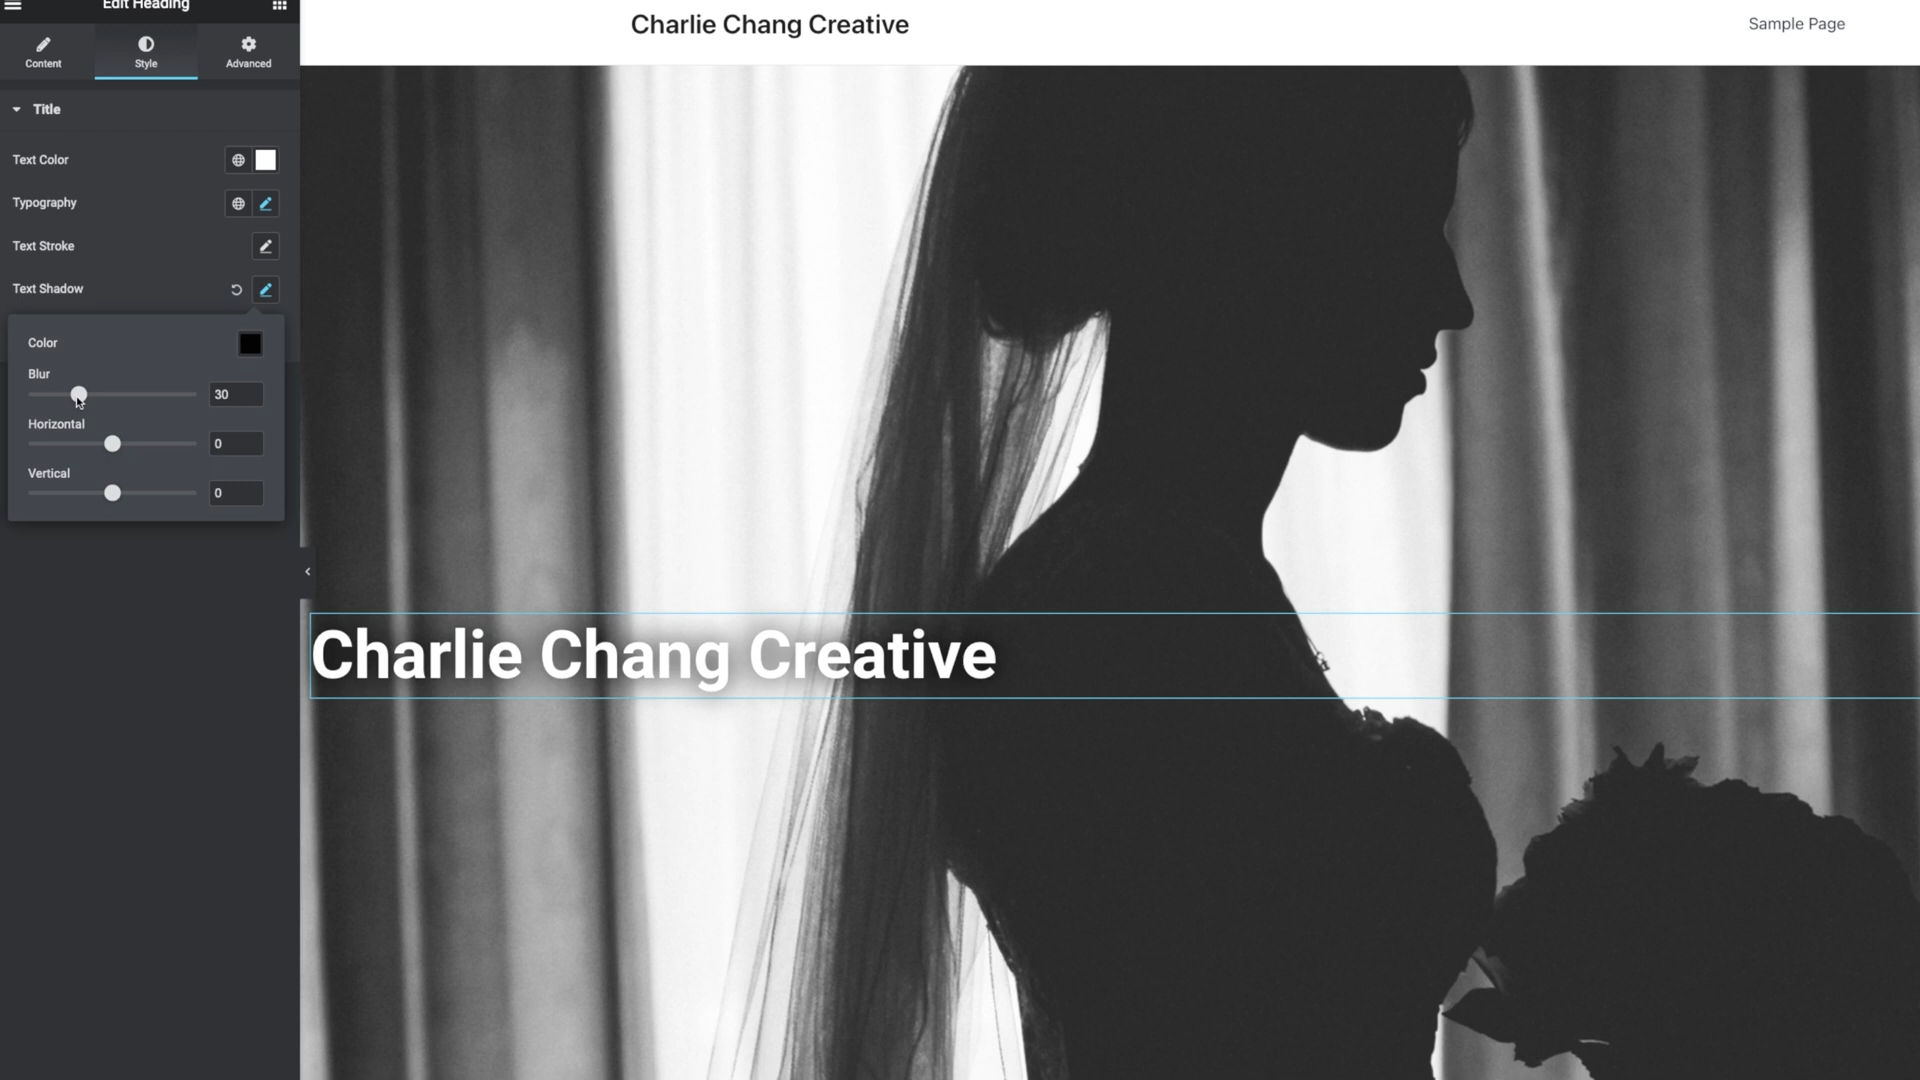 Edit Heading
Content
Style
Advanced
Title
Text Color
Typography
Text Stroke
Text Shadow
Color
Blur
30
Horizontal
0
Vertical
0
Charlie Chang Creative
Sample Page
Charlie Chang Creative